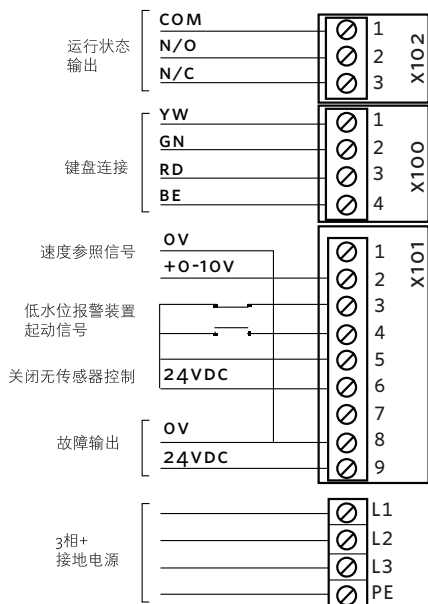 运行状态
输出
COM
N/O
N/C
1
2
3
X102
键盘连接
YW
GN
RD
BE
1
2
3
4
X100
速度参照信号
0V
+0-10V
低水位报警装置
起动信号
关闭无传感器控制
24VDC
故障输出
0V
24VDC
1
2
3
4
5
6
7
8
9
X101
3相+
接地电源
L1
L2
L3
PE